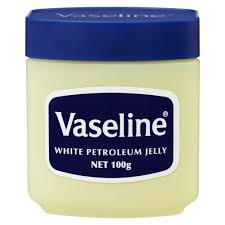 Vaseline®
WHITE PETROLEUM JELLY
NET 100g